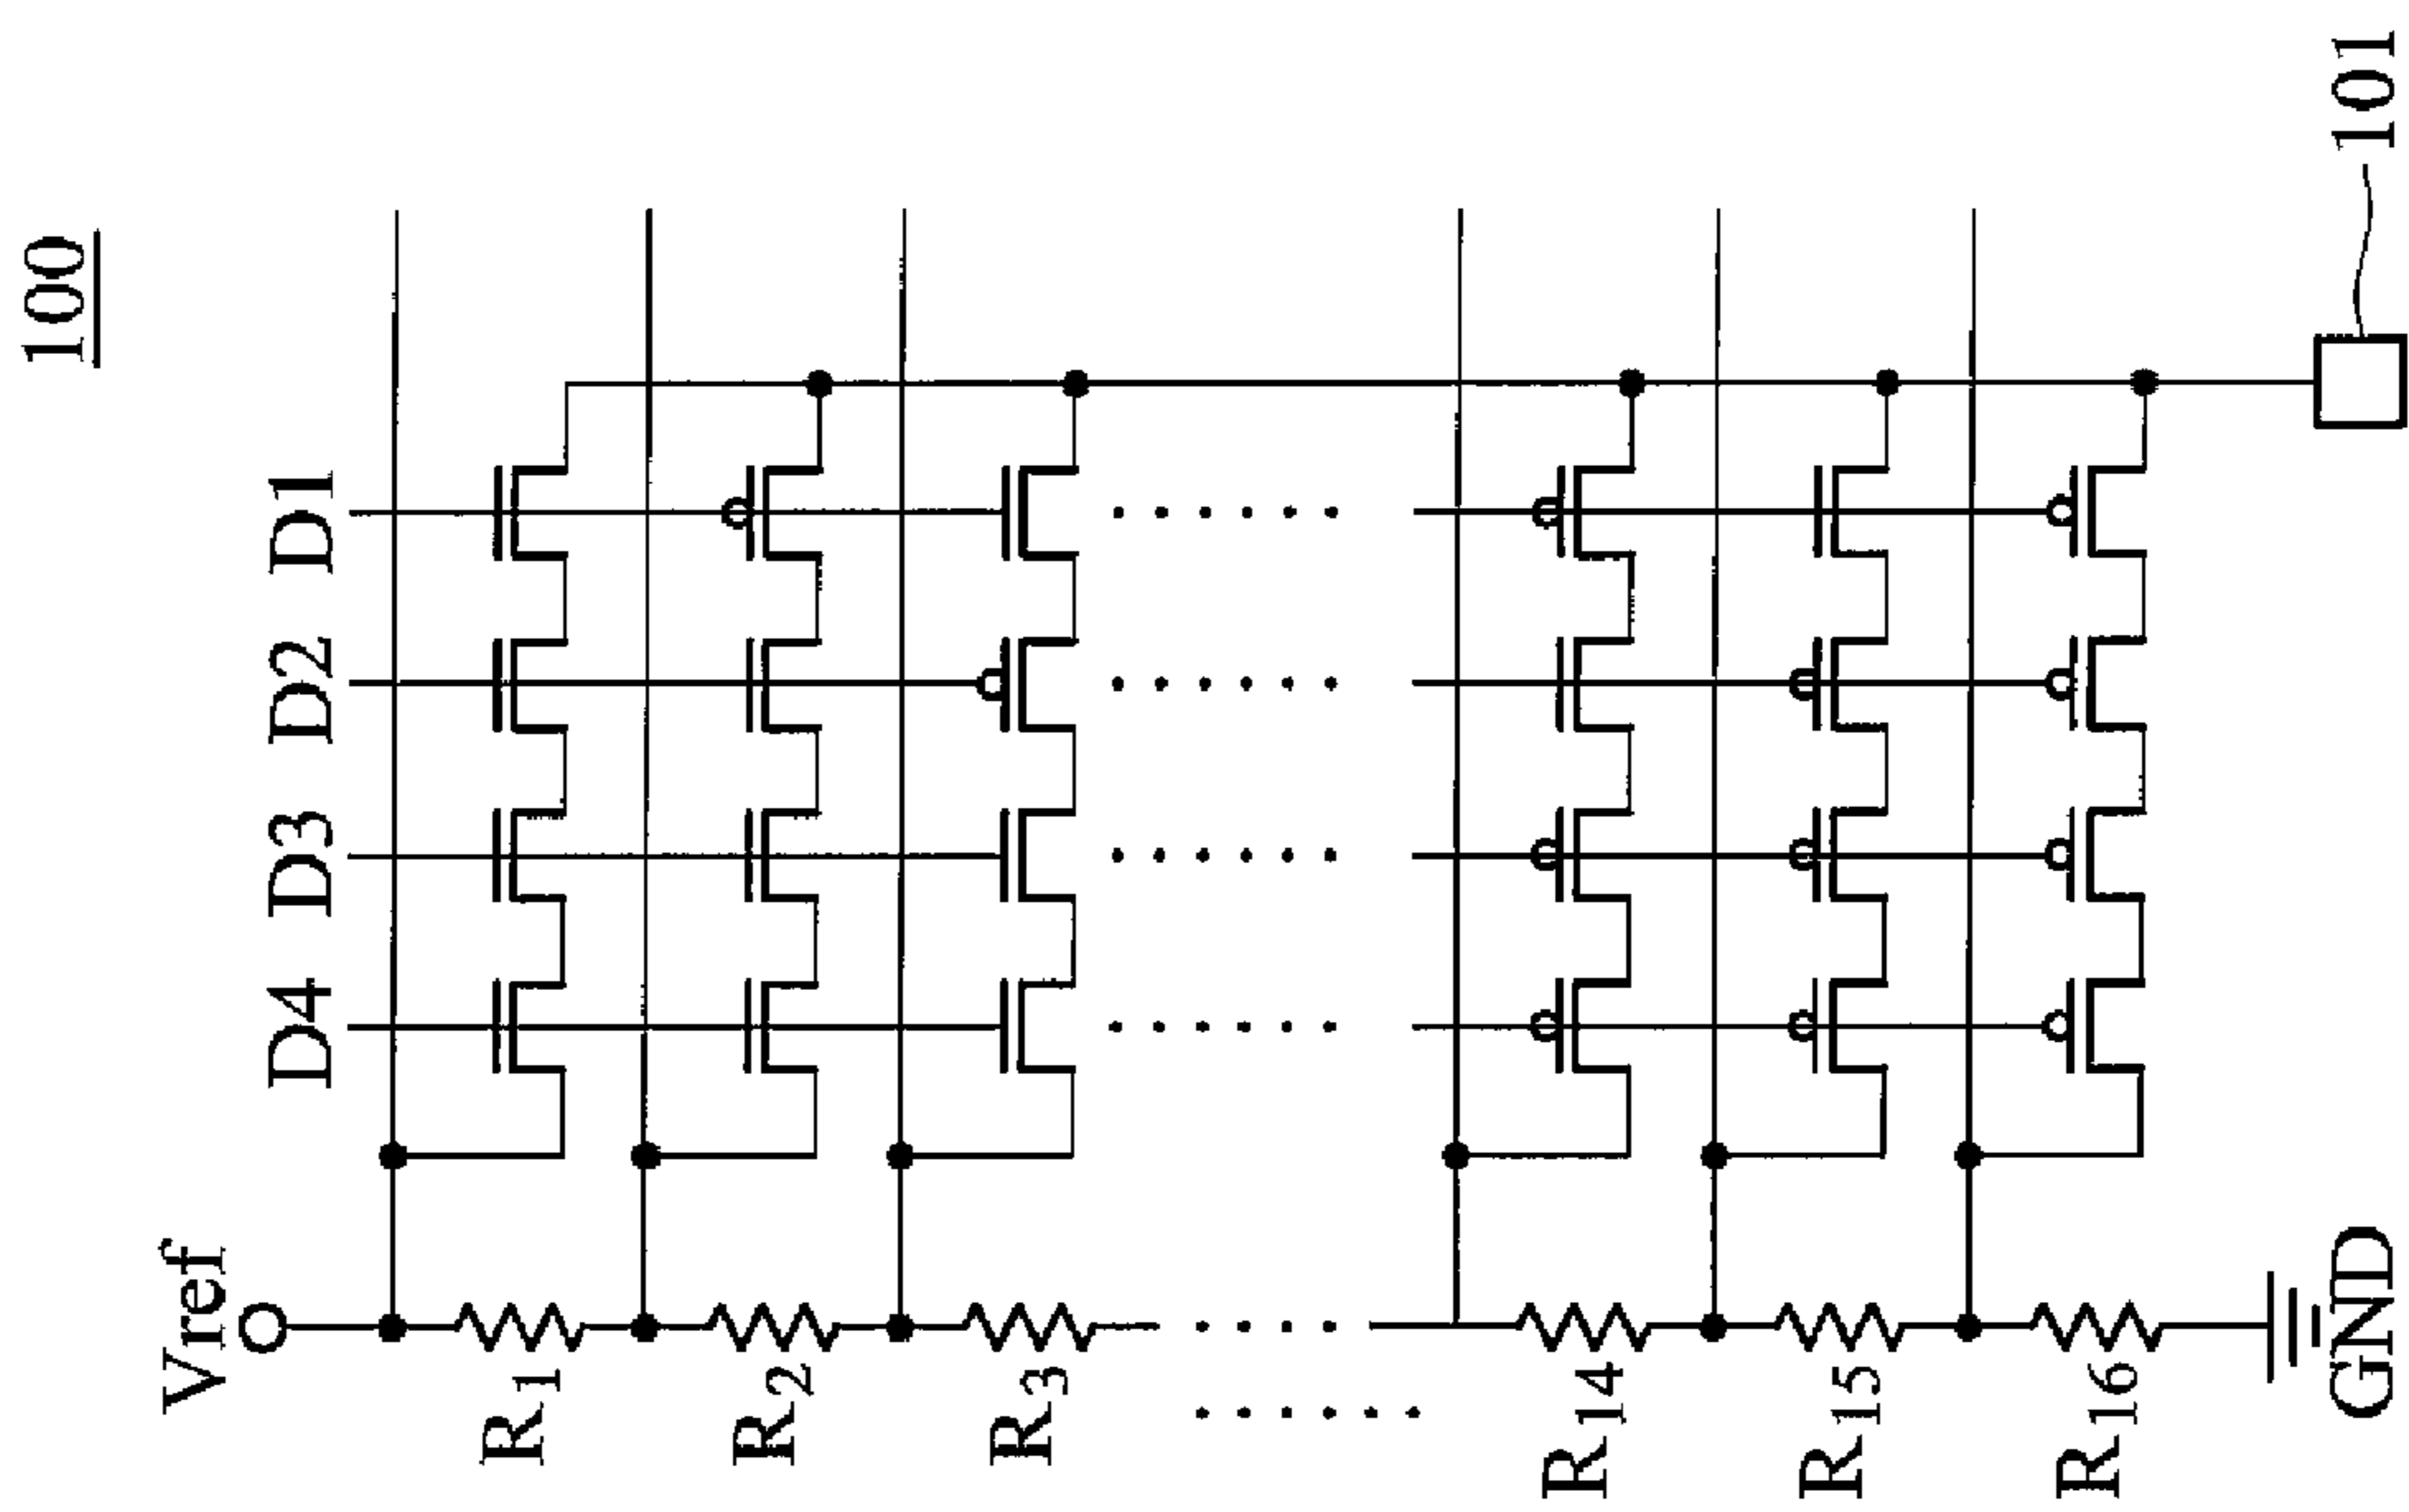 100
D4 D3 D2 D1
Vref
R1
R2
R3
R14
R15
R16
GND
101